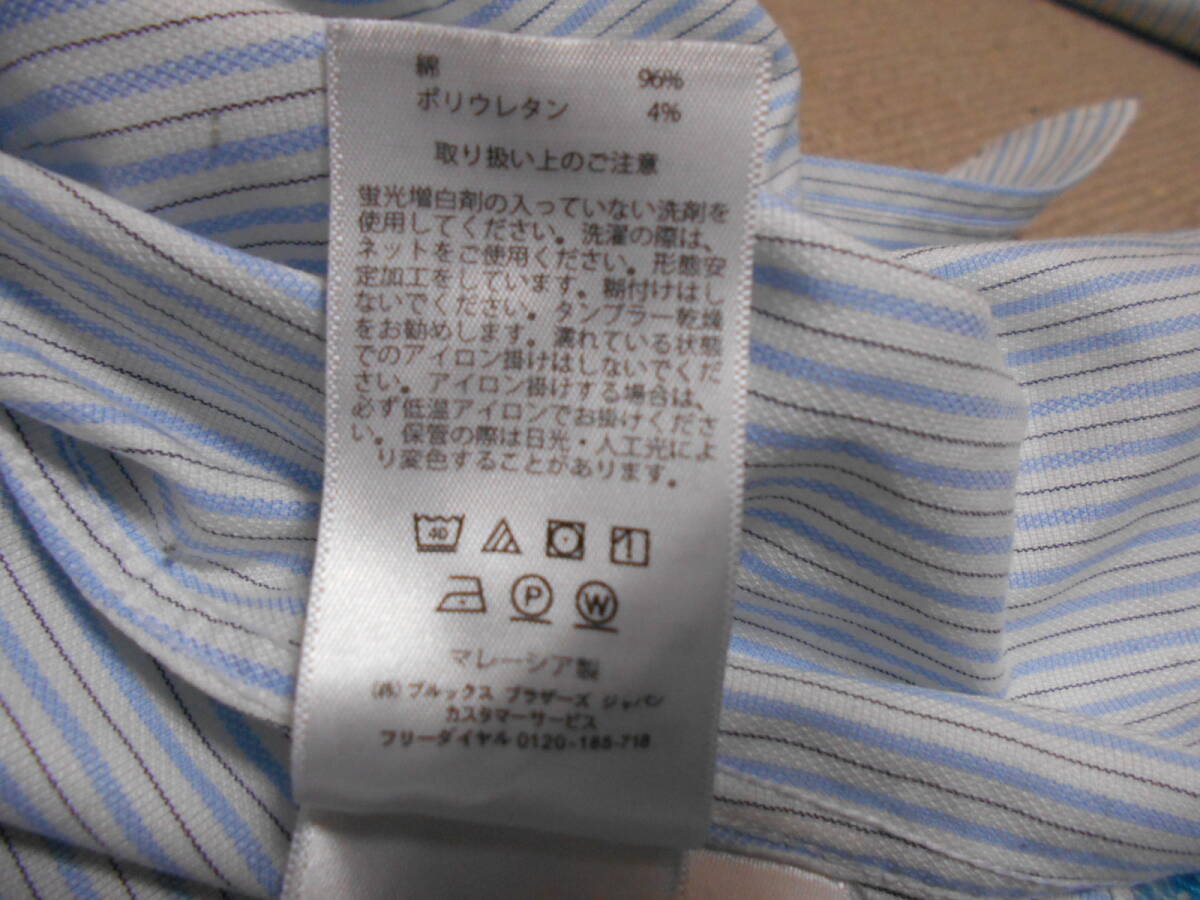 綿 96%
ポリウレタン 4%
取り扱い上のご注意
蛍光増白剤の入っていない洗剤を
使用してください。洗濯の際は、
ネットをご使用ください。形態安
定加工をしています。糊付けはし
ないでください。タンブラー乾燥
をお勧めします。濡れている状態
でのアイロン掛けはしないでくだ
さい。アイロン掛けする場合は、
必ず低温アイロンでお掛けくださ
い。保管の際は日光・人工光によ
り変色することがあります。
40
P W
マレーシア製
(株) ブルックス ブラザーズ ジャパン
カスタマーサービス
フリーダイヤル 0120-185-718